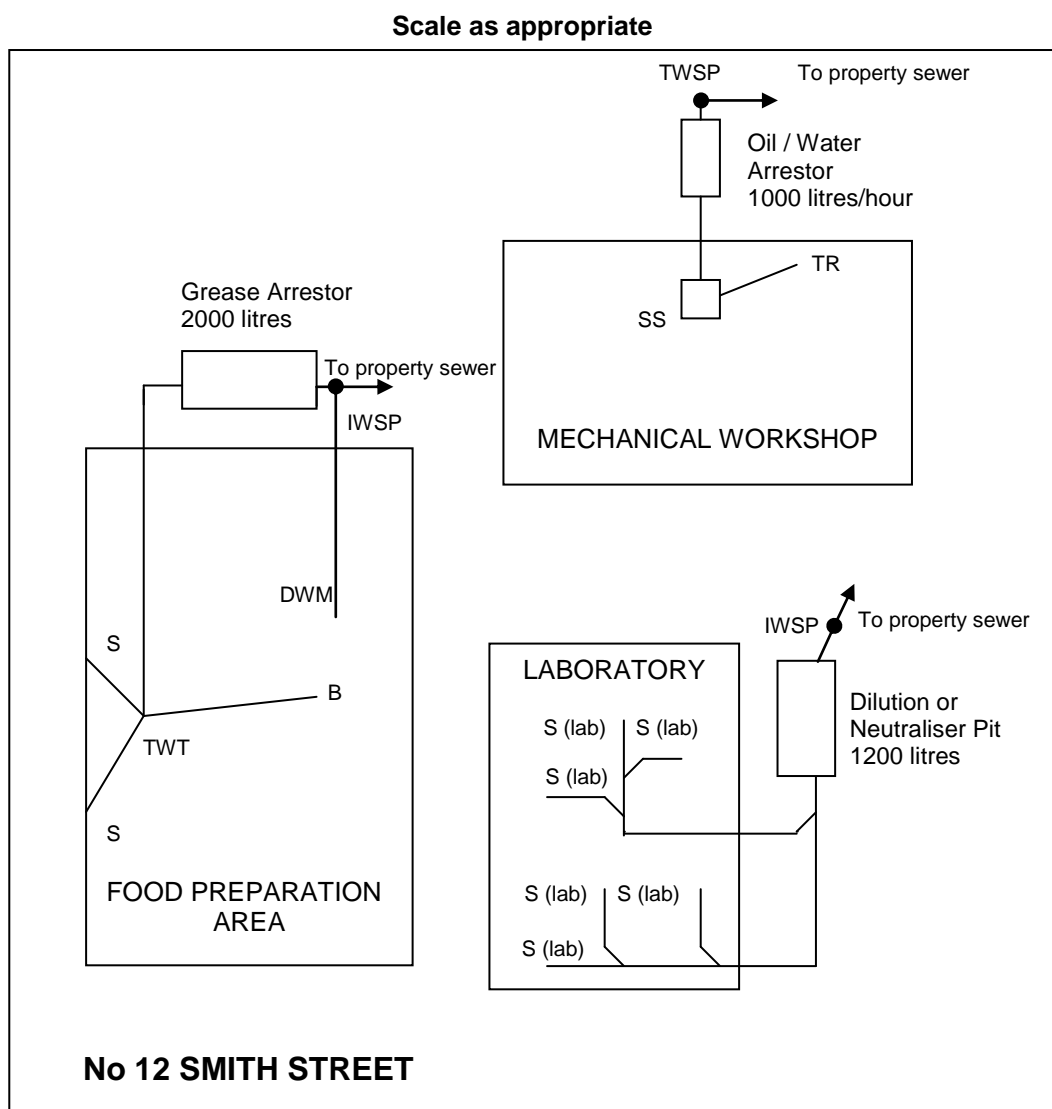 Scale as appropriate
TWSP
To property sewer
Oil / Water
Arrestor
1000 litres/hour
TR
SS
MECHANICAL WORKSHOP
Grease Arrestor
2000 litres
To property sewer
IWSP
DWM
S
B
TWT
S
FOOD PREPARATION
AREA
IWSP
To property sewer
LABORATORY
Dilution or
Neutraliser Pit
1200 litres
S (lab) S (lab)
S (lab)
S (lab) S (lab)
S (lab)
No 12 SMITH STREET